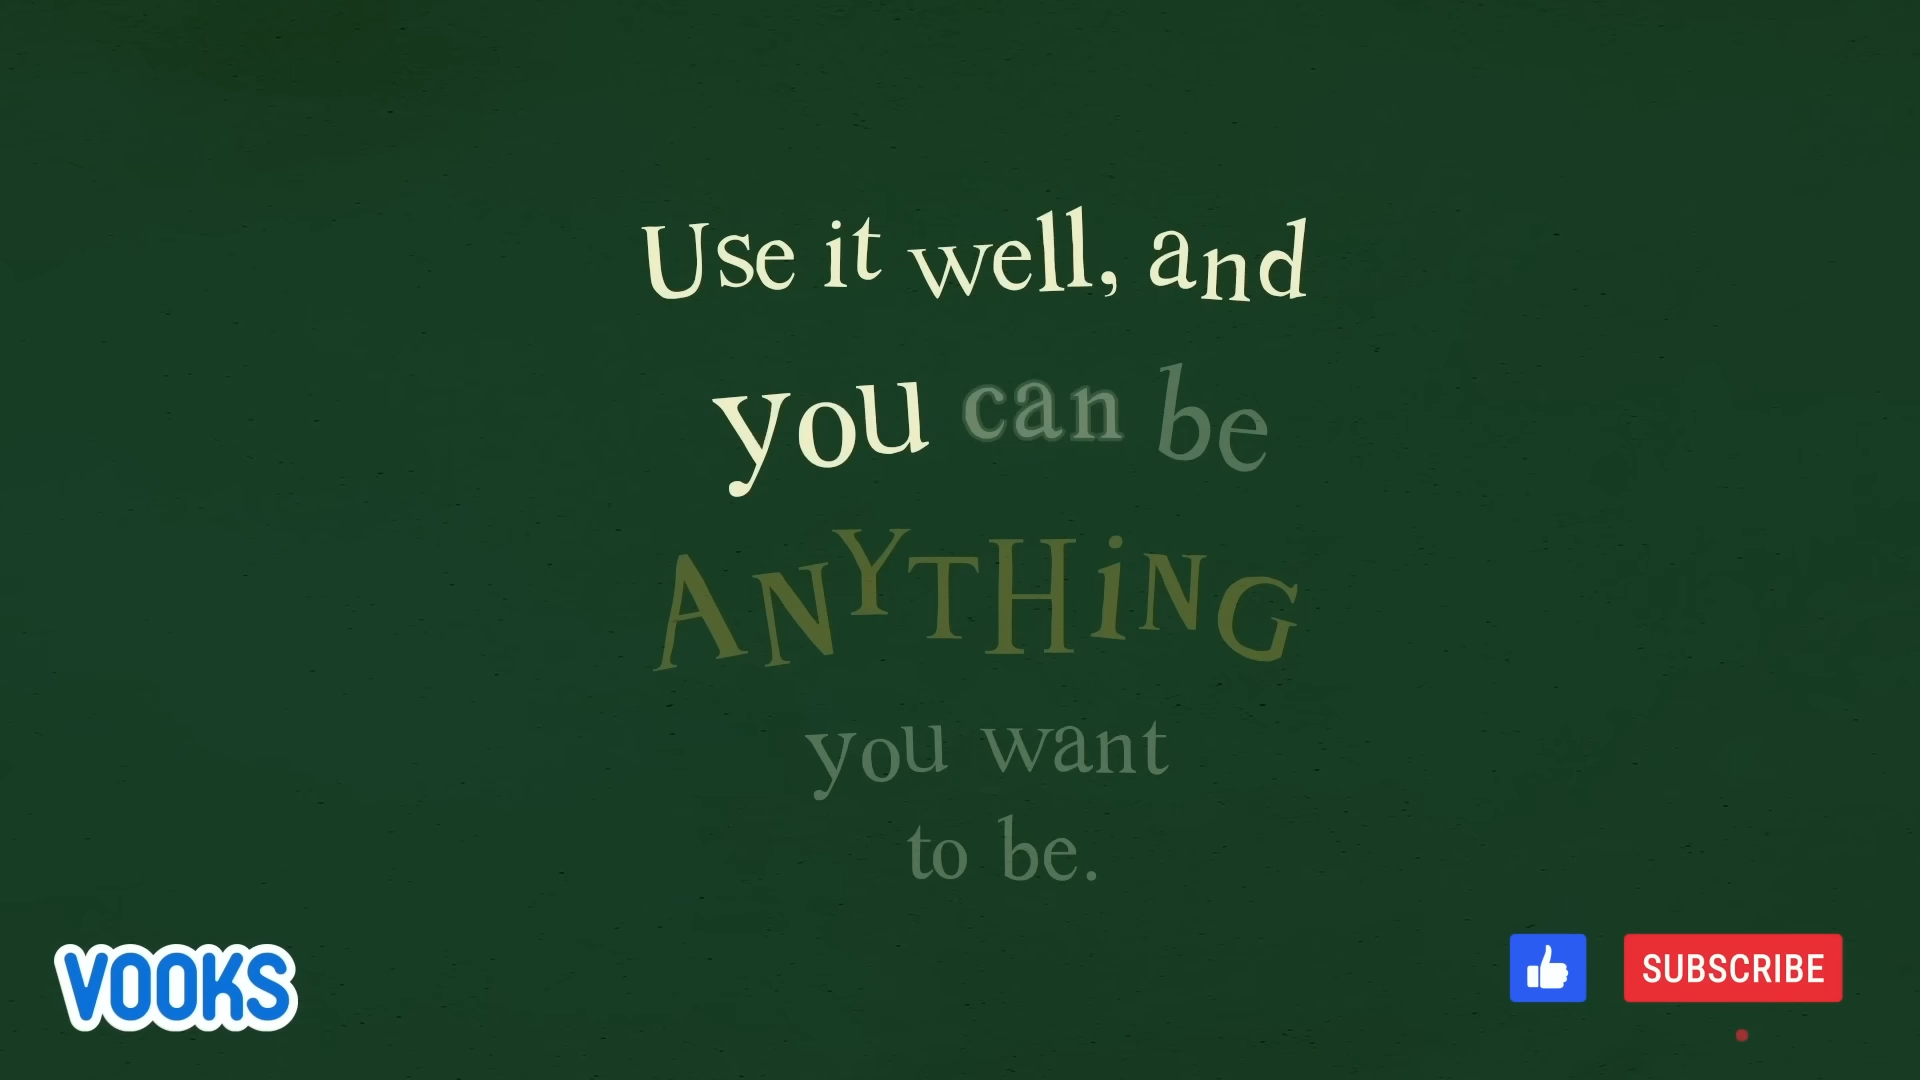 Use it well, and
you can be
ANYTHiNG
you want
to be.
VOOKS
SUBSCRIBE